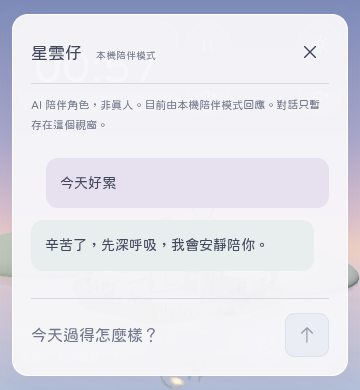 星雲仔 本機陪伴模式
AI 陪伴角色，非真人。目前由本機陪伴模式回應。對話只暫
存在這個視窗。
今天好累
辛苦了，先深呼吸，我會安靜陪你。
今天過得怎麼樣？